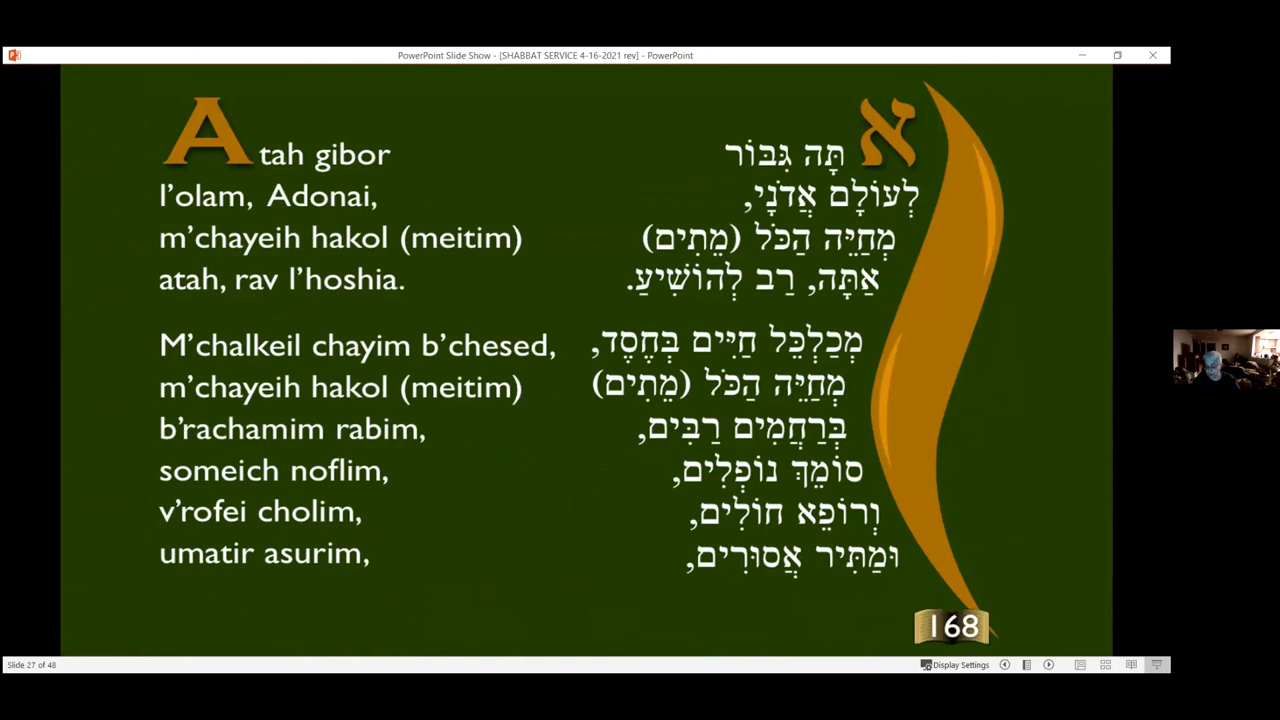 PowerPoint Slide Show - [SHABBAT SERVICE 4-16-2021 rev] - PowerPoint
Atah gibor
l'olam, Adonai,
m'chayeih hakol (meitim)
atah, rav l'hoshia.
M'chalkeil chayim b'chesed,
m'chayeih hakol (meitim)
b'rachamim rabim,
someich noflim,
v'rofei cholim,
umatir asurim,
אתָּה גִּבּוֹר
לְעוֹלָם אֲדֹנָי,
מְחַיֵּה הַכֹּל (מֵתִים)
אַתָּה, רַב לְהוֹשִׁיעַ.
מְכַלְכֵּל חַיִּים בְּחֶסֶד,
מְחַיֵּה הַכֹּל (מֵתִים)
בְּרַחֲמִים רַבִּים,
סוֹמֵךְ נוֹפְלִים,
וְרוֹפֵא חוֹלִים,
וּמַתִּיר אֲסוּרִים,
168
Slide 27 of 48
Display Settings